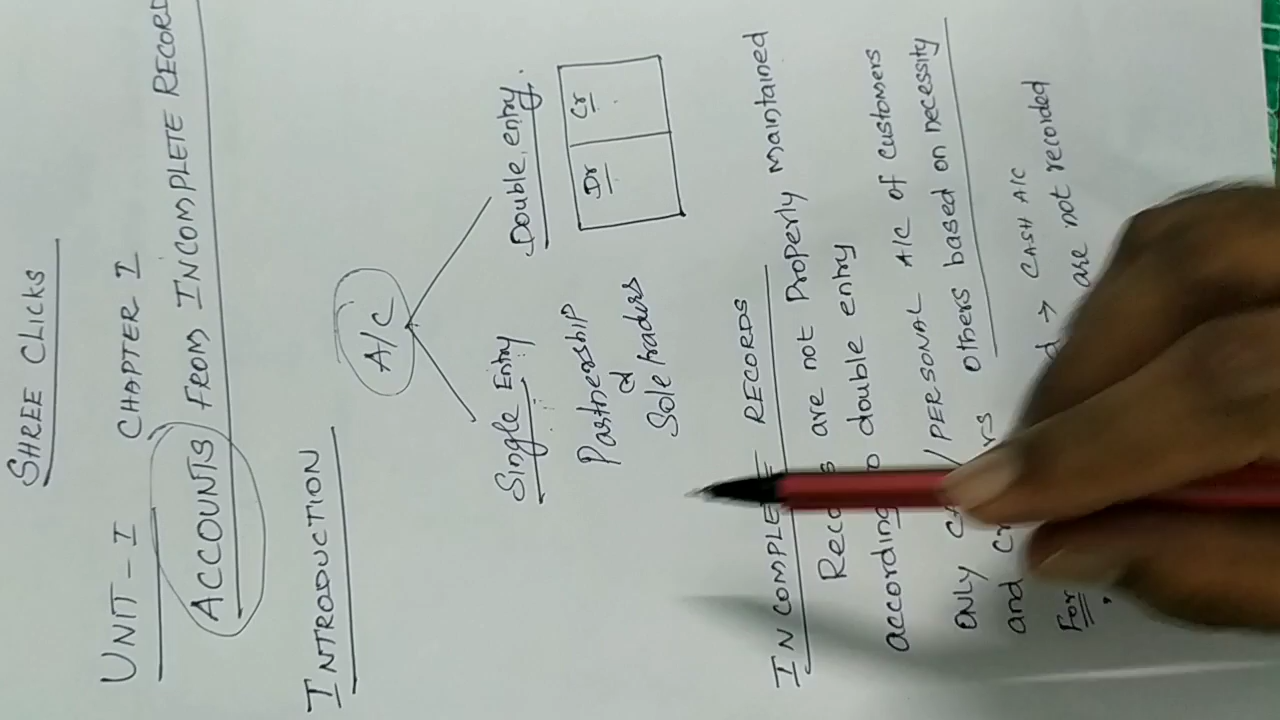 SHREE CLICKS
UNIT - I CHAPTER I
ACCOUNTS FROM INCOMPLETE RECORD
INTRODUCTION
A/C
Single Entry
Double entry.
Partnership
&
Sole traders
Dr Cr
INCOMPLETE RECORDS
are not Properly maintained
according double entry
ONLY / PERSONAL A/C of customers
and Others based on necessity
For → CASH A/C
are not recorded